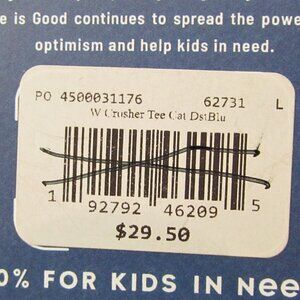 e is Good continues to spread the powe
optimism and help kids in need.
PO 4500031176 62731 L
W Crusher Tee Cat DstBlu
1 92792 46209 5
$29.50
0% FOR KIDS IN Nee